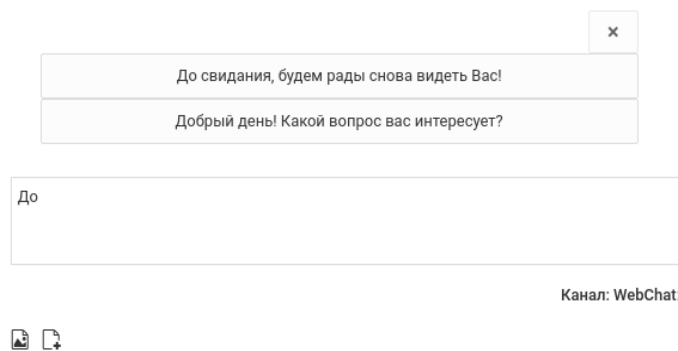 ×
До свидания, будем рады снова видеть Вас!
Добрый день! Какой вопрос вас интересует?
До
Канал: WebChat: